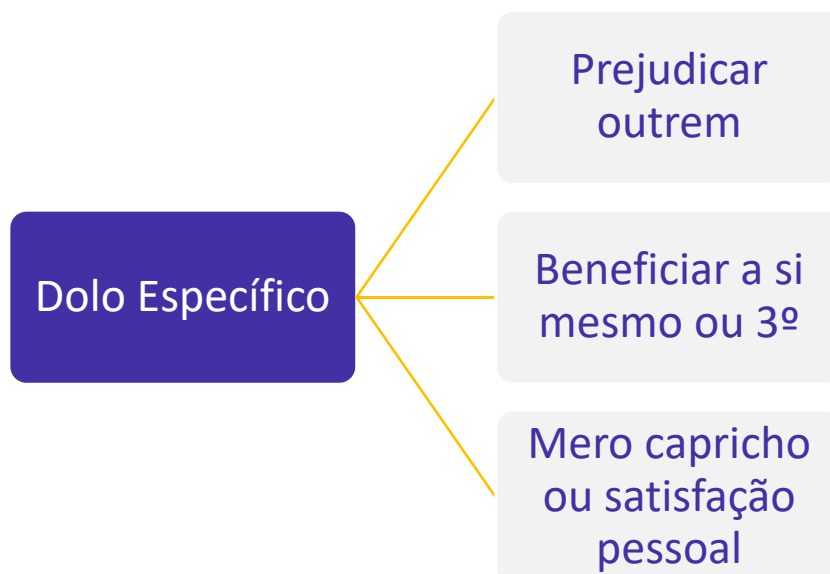 Dolo Específico
Prejudicar
outrem
Beneficiar a si
mesmo ou 3º
Mero capricho
ou satisfação
pessoal